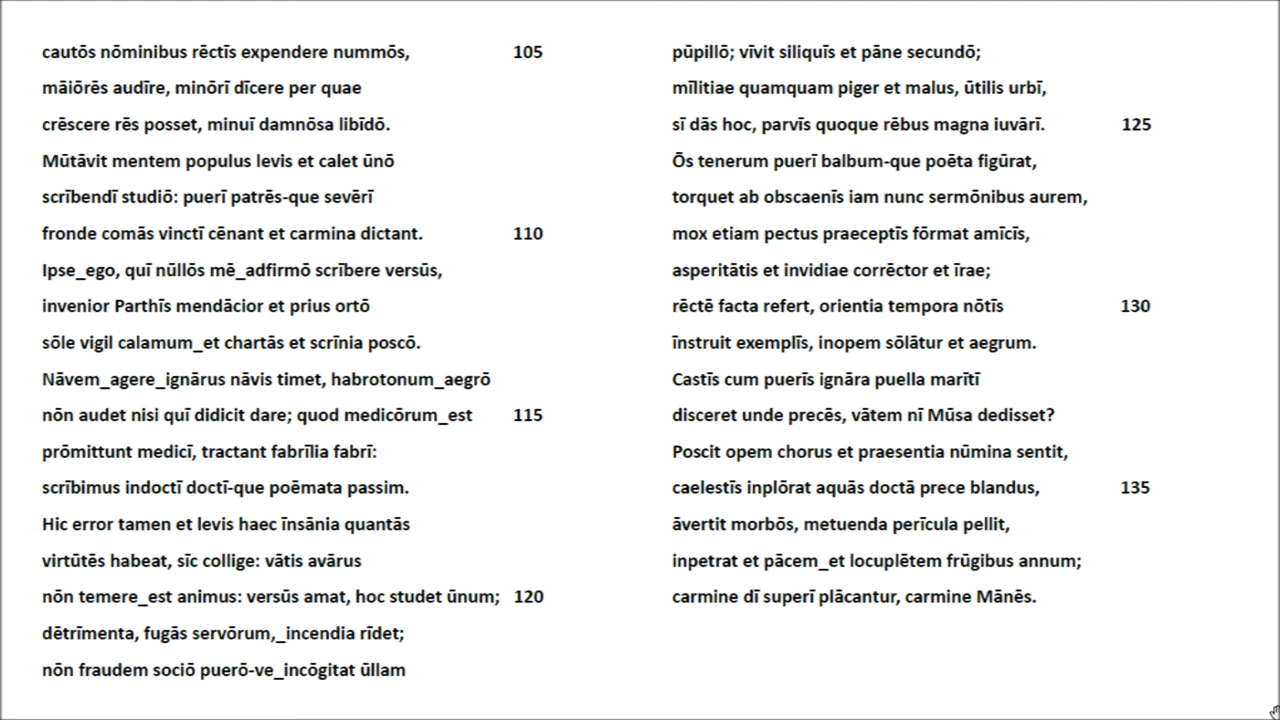 cautōs nōminibus rēctīs expendere nummōs, 105
māiōrēs audīre, minōrī dīcere per quae
crēscere rēs posset, minuī damnōsa libīdō.
Mūtāvit mentem populus levis et calet ūnō
scrībendī studiō: puerī patrēs-que sevērī
fronde comās vinctī cēnant et carmina dictant. 110
Ipse_ego, quī nūllōs mē_adfirmō scrībere versūs,
invenior Parthīs mendācior et prius ortō
sōle vigil calamum_et chartās et scrīnia poscō.
Nāvem_agere_ignārus nāvis timet, habrotonum_aegrō
nōn audet nisi quī didicit dare; quod medicōrum_est 115
prōmittunt medicī, tractant fabrīlia fabrī:
scrībimus indoctī doctī-que poēmata passim.
Hic error tamen et levis haec īnsānia quantās
virtūtēs habeat, sīc collige: vātis avārus
nōn temere_est animus: versūs amat, hoc studet ūnum; 120
dētrīmenta, fugās servōrum,_incendia rīdet;
nōn fraudem sociō puerō-ve_incōgitat ūllam
pūpillō; vīvit siliquīs et pāne secundō;
mīlitiae quamquam piger et malus, ūtilis urbī,
sī dās hoc, parvīs quoque rēbus magna iuvārī. 125
Ōs tenerum puerī balbum-que poēta figūrat,
torquet ab obscaenīs iam nunc sermōnibus aurem,
mox etiam pectus praeceptīs fōrmat amīcīs,
asperitātis et invidiae corrēctor et īrae;
rēctē facta refert, orientia tempora nōtīs 130
īnstruit exemplīs, inopem sōlātur et aegrum.
Castīs cum puerīs ignāra puella marītī
disceret unde precēs, vātem nī Mūsa dedisset?
Poscit opem chorus et praesentia nūmina sentit,
caelestīs inplōrat aquās doctā prece blandus, 135
āvertit morbōs, metuenda perīcula pellit,
inpetrat et pācem_et locuplētem frūgibus annum;
carmine dī superī plācantur, carmine Mānēs.